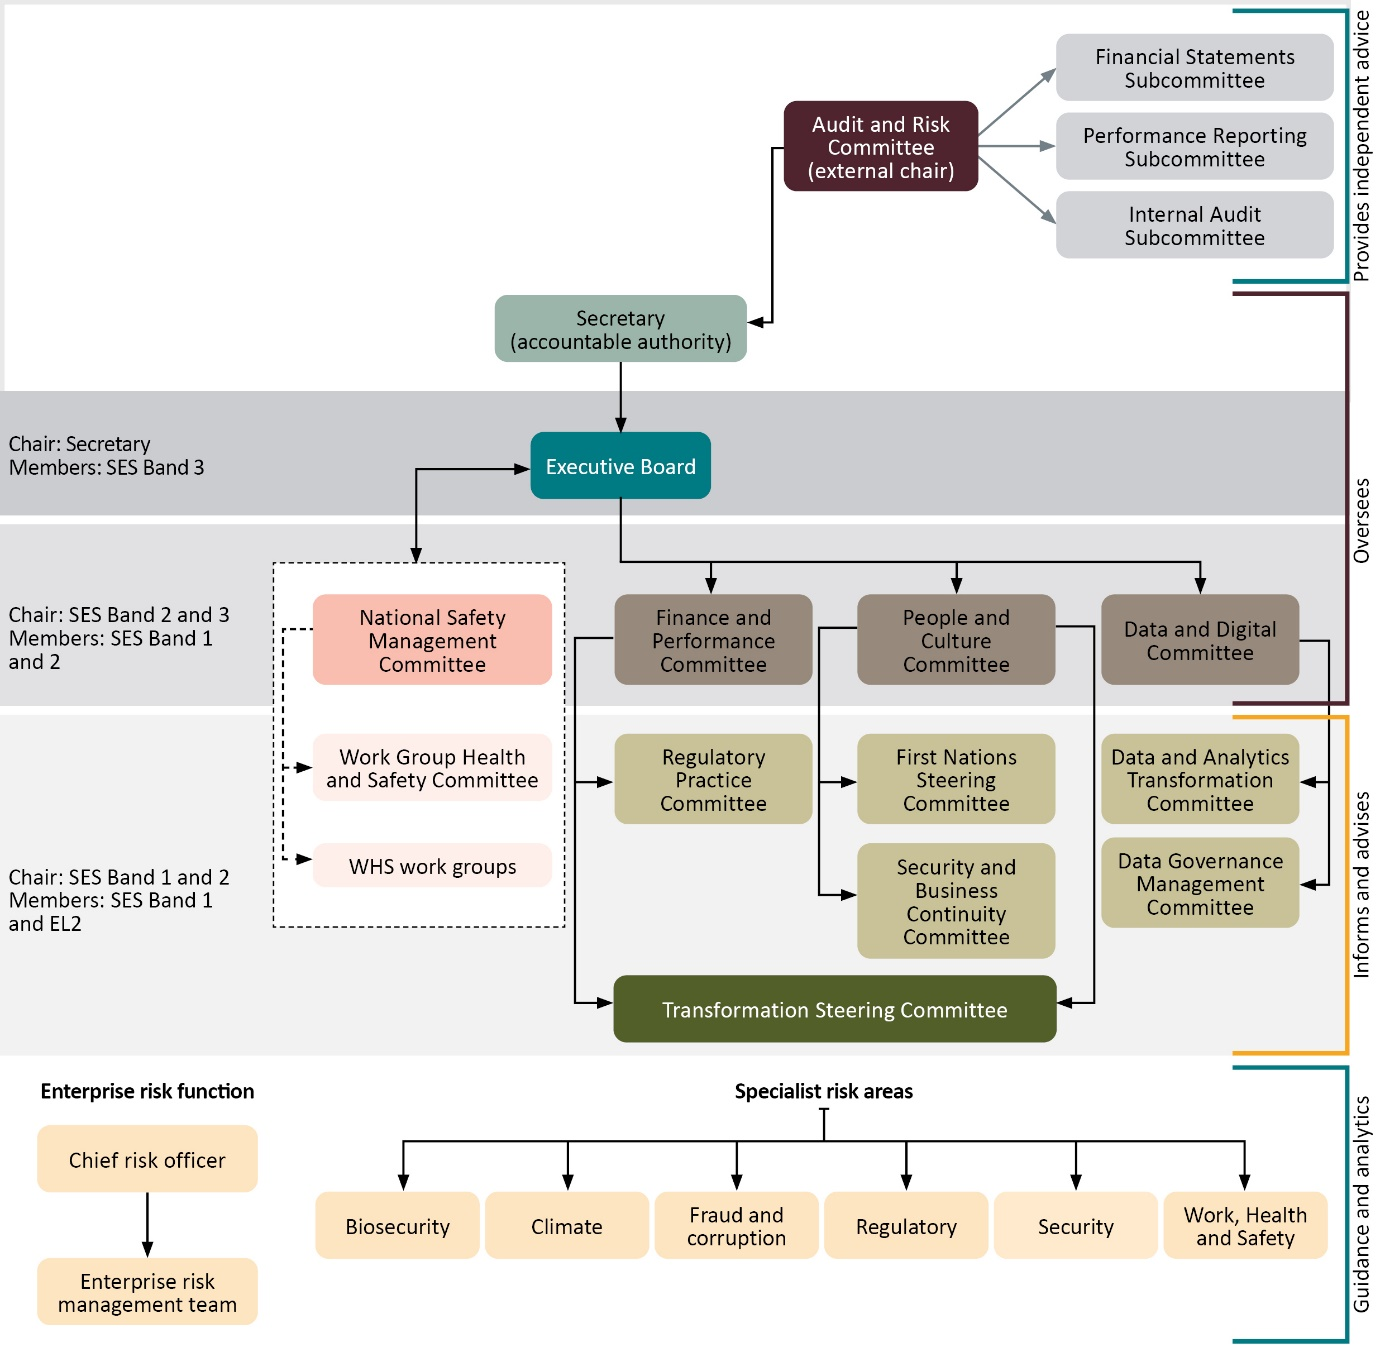 Provides independent advice
Financial Statements
Subcommittee
Audit and Risk
Committee
(external chair)
Performance Reporting
Subcommittee
Internal Audit
Subcommittee
Secretary
(accountable authority)
Oversees
Chair: Secretary
Members: SES Band 3
Executive Board
Chair: SES Band 2 and 3
Members: SES Band 1
and 2
National Safety
Management
Committee
Finance and
Performance
Committee
People and
Culture
Committee
Data and Digital
Committee
Informs and advises
Chair: SES Band 1 and 2
Members: SES Band 1
and EL2
Work Group Health
and Safety Committee
WHS work groups
Regulatory
Practice
Committee
First Nations
Steering
Committee
Security and
Business
Continuity
Committee
Data and Analytics
Transformation
Committee
Data Governance
Management
Committee
Transformation Steering Committee
Guidance and analytics
Enterprise risk function
Chief risk officer
Enterprise risk
management team
Specialist risk areas
Biosecurity
Climate
Fraud and
corruption
Regulatory
Security
Work, Health
and Safety